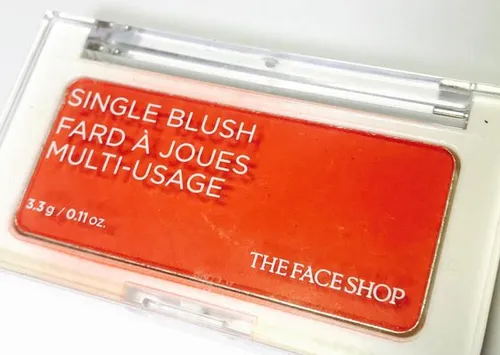 SINGLE BLUSH
FARD À JOUES
MULTI-USAGE
3.3 g / 0.11 oz.
THE FACE SHOP